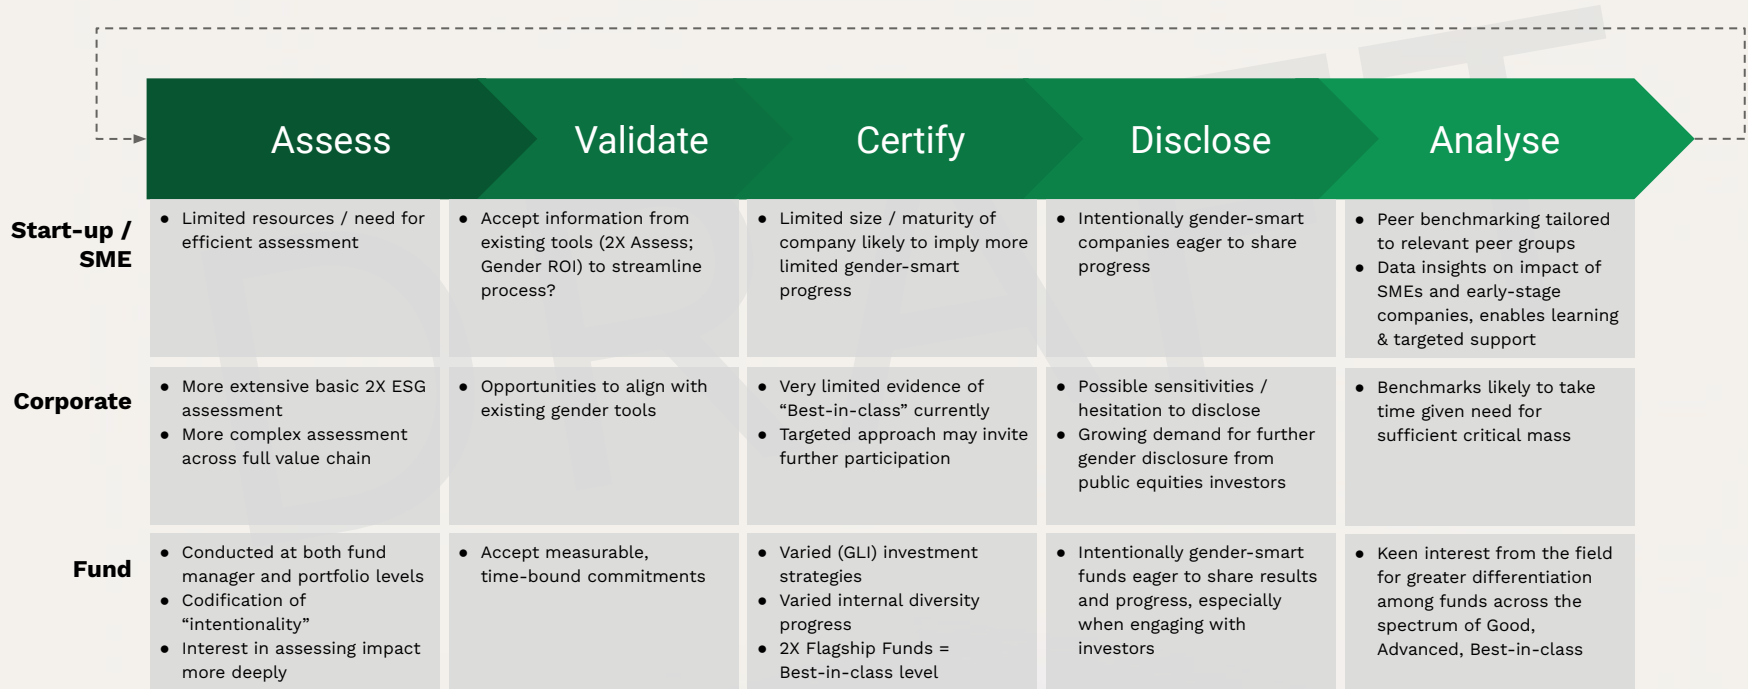 Assess
Validate
Certify
Disclose
Analyse
Start-up /
SME
● Limited resources / need for
efficient assessment
● Accept information from
existing tools (2X Assess;
Gender ROI) to streamline
process?
● Limited size / maturity of
company likely to imply more
limited gender-smart
progress
● Intentionally gender-smart
companies eager to share
progress
● Peer benchmarking tailored
to relevant peer groups
● Data insights on impact of
SMEs and early-stage
companies, enables learning
& targeted support
Corporate
● More extensive basic 2X ESG
assessment
● More complex assessment
across full value chain
● Opportunities to align with
existing gender tools
● Very limited evidence of
“Best-in-class” currently
● Targeted approach may invite
further participation
● Possible sensitivities /
hesitation to disclose
● Growing demand for further
gender disclosure from
public equities investors
● Benchmarks likely to take
time given need for
sufficient critical mass
Fund
● Conducted at both fund
manager and portfolio levels
● Codification of
“intentionality”
● Interest in assessing impact
more deeply
● Accept measurable,
time-bound commitments
● Varied (GLI) investment
strategies
● Varied internal diversity
progress
● 2X Flagship Funds =
Best-in-class level
● Intentionally gender-smart
funds eager to share results
and progress, especially
when engaging with
investors
● Keen interest from the field
for greater differentiation
among funds across the
spectrum of Good,
Advanced, Best-in-class
DRAFT